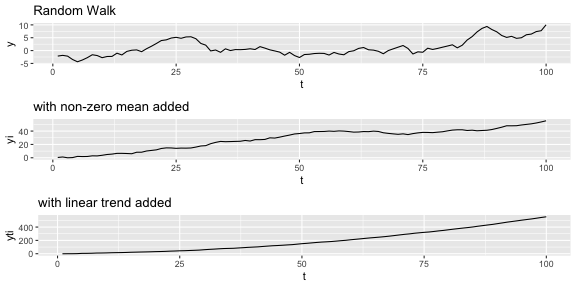 Random Walk
10
5
0
-5
y
0 25 50 75 100
t
with non-zero mean added
40
20
0
yi
0 25 50 75 100
t
with linear trend added
400
200
0
yti
0 25 50 75 100
t